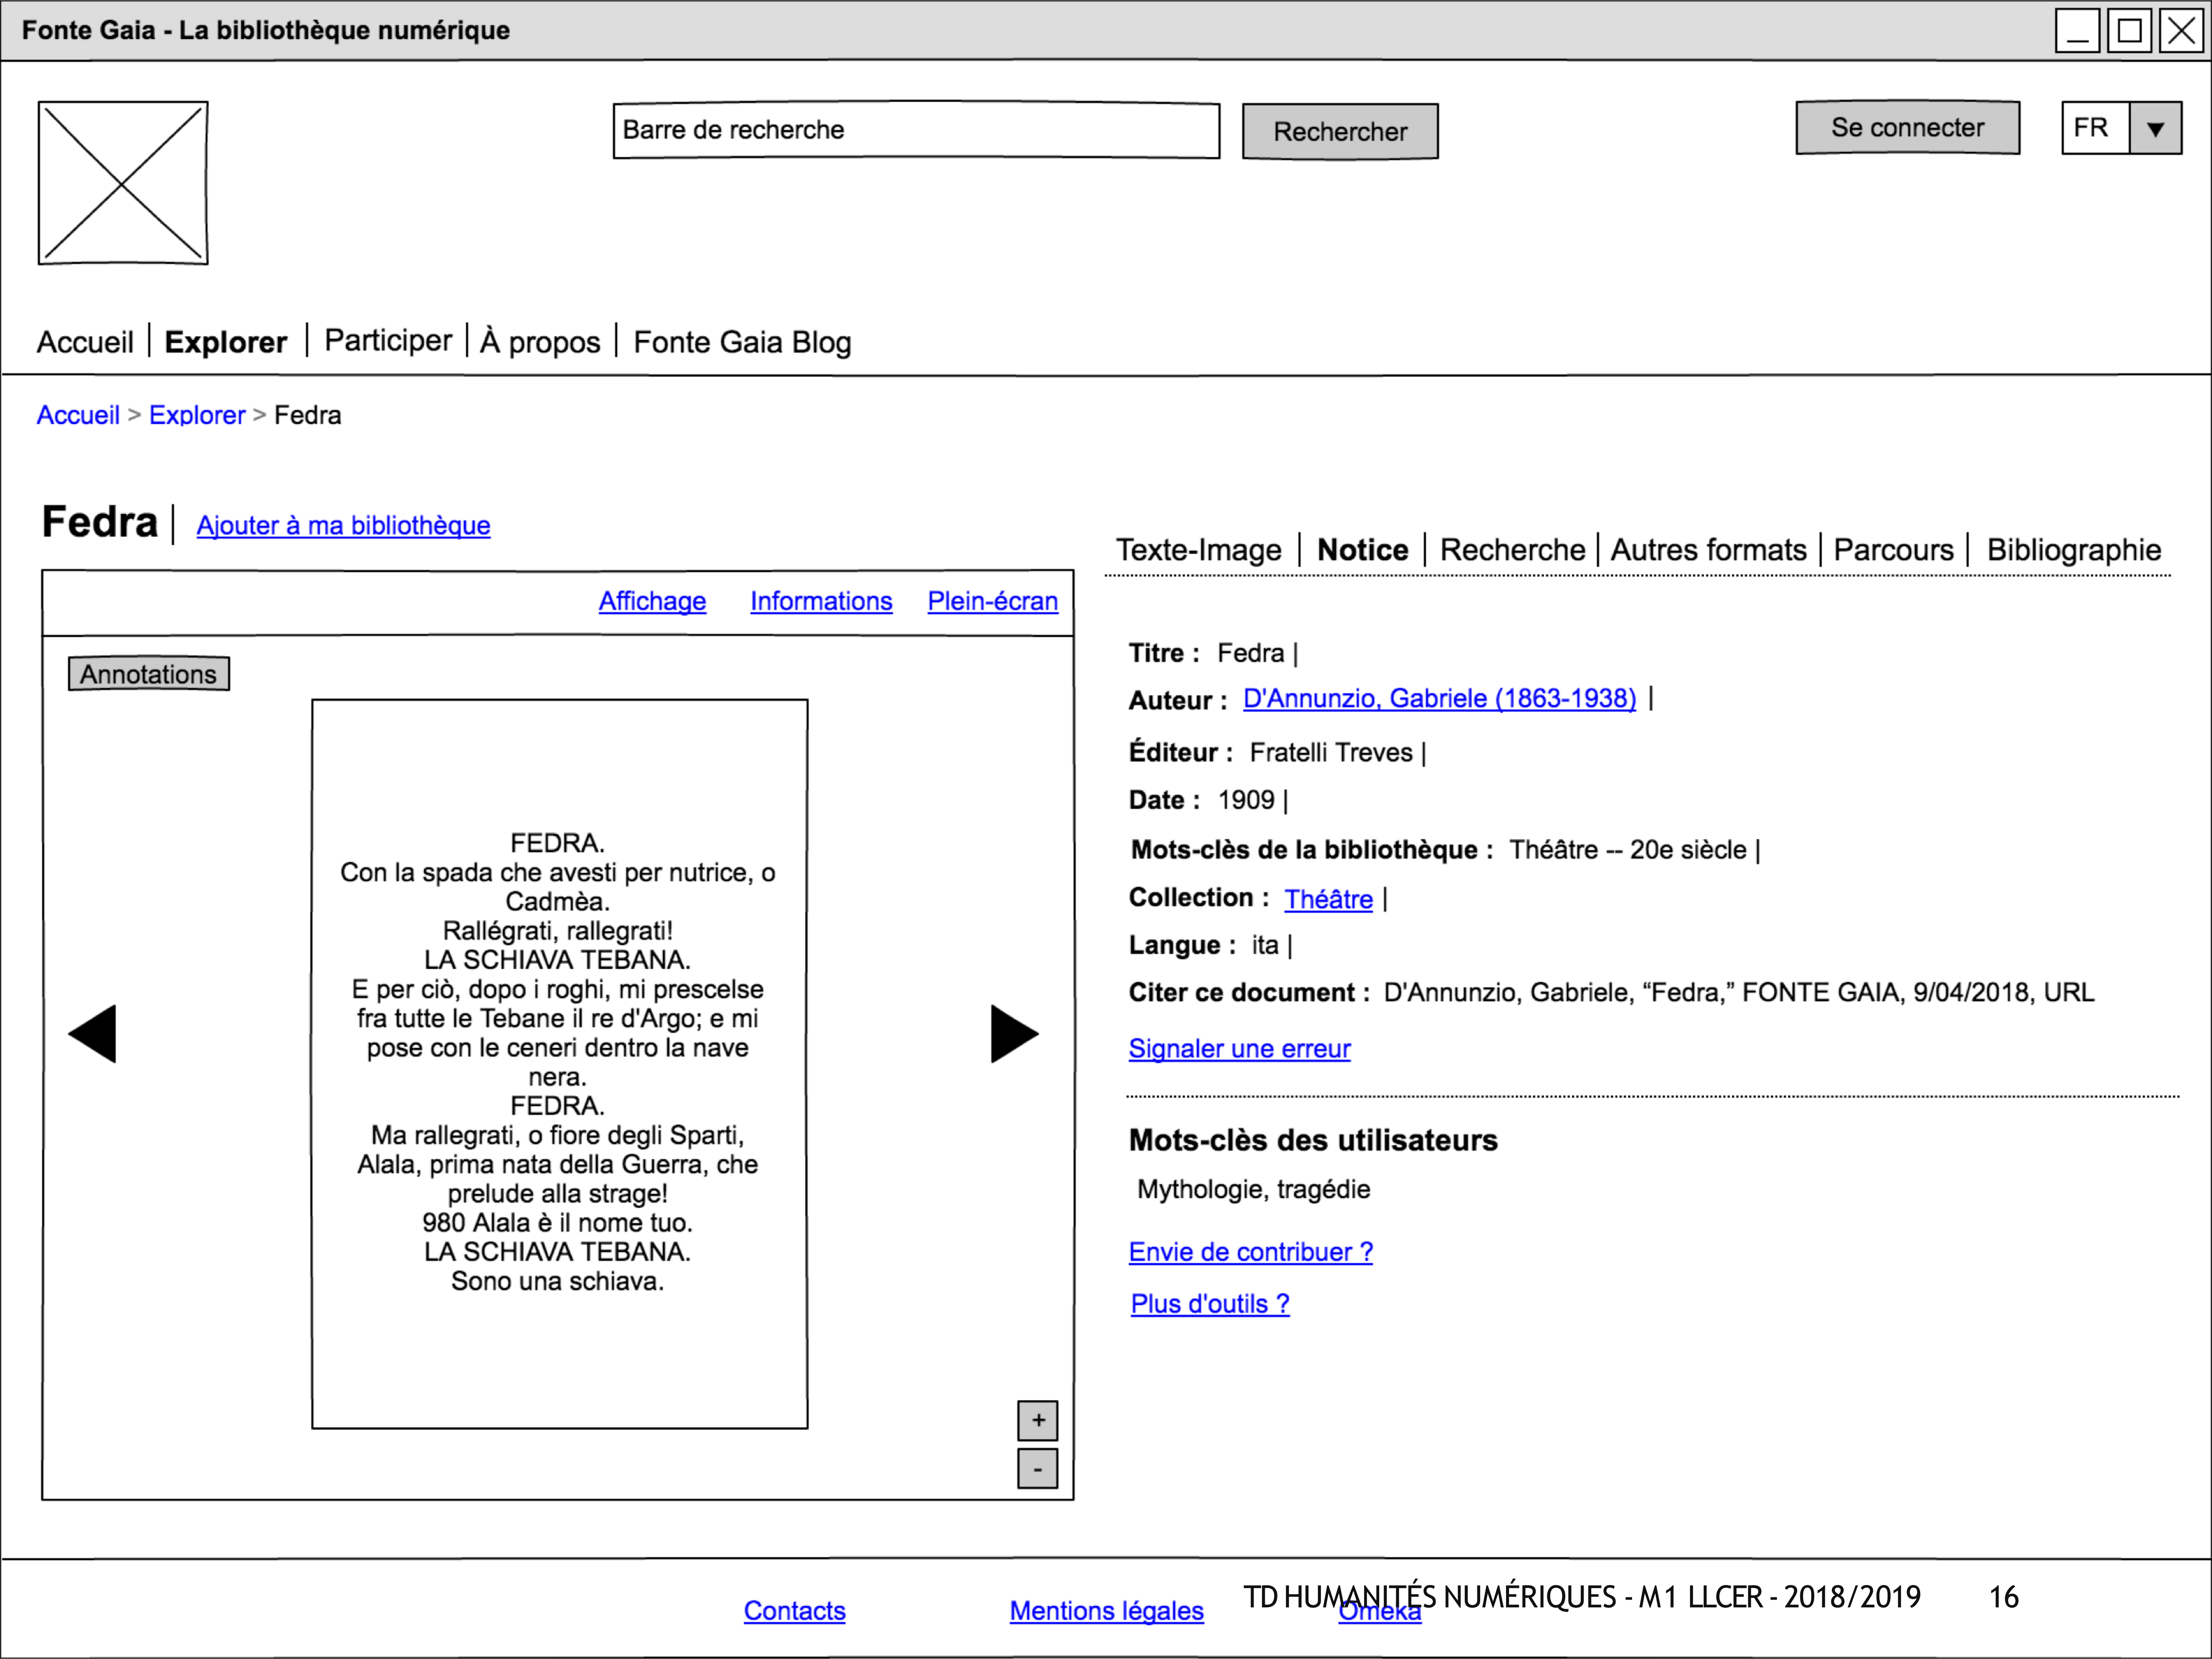 Fonte Gaia - La bibliothèque numérique
Barre de recherche
Rechercher
Se connecter
FR
Accueil | Explorer | Participer | À propos | Fonte Gaia Blog
Accueil > Explorer > Fedra
Fedra | Ajouter à ma bibliothèque
Affichage Informations Plein-écran
Annotations
FEDRA.
Con la spada che avesti per nutrice, o
Cadmèa.
Rallégrati, rallegrati!
LA SCHIAVA TEBANA.
E per ciò, dopo i roghi, mi prescelse
fra tutte le Tebane il re d'Argo; e mi
pose con le ceneri dentro la nave
nera.
FEDRA.
Ma rallegrati, o fiore degli Sparti,
Alala, prima nata della Guerra, che
prelude alla strage!
980 Alala è il nome tuo.
LA SCHIAVA TEBANA.
Sono una schiava.
+
-
Texte-Image | Notice | Recherche | Autres formats | Parcours | Bibliographie
Titre : Fedra |
Auteur : D'Annunzio, Gabriele (1863-1938) |
Éditeur : Fratelli Treves |
Date : 1909 |
Mots-clès de la bibliothèque : Théâtre -- 20e siècle |
Collection : Théâtre |
Langue : ita |
Citer ce document : D'Annunzio, Gabriele, “Fedra,” FONTE GAIA, 9/04/2018, URL
Signaler une erreur
Mots-clès des utilisateurs
Mythologie, tragédie
Envie de contribuer ?
Plus d'outils ?
Contacts Mentions légales Omeka
TD HUMANITÉS NUMÉRIQUES - M1 LLCER - 2018/2019 16